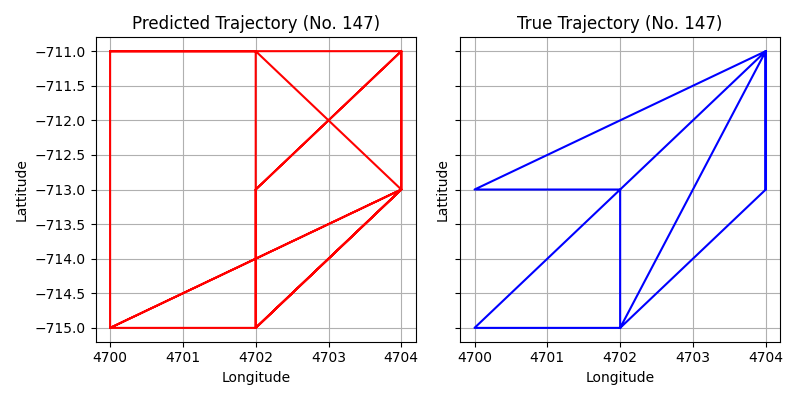 Predicted Trajectory (No. 147)
True Trajectory (No. 147)
−711.0
−711.5
−712.0
−712.5
−713.0
−713.5
−714.0
−714.5
−715.0
Lattitude
Lattitude
4700 4701 4702 4703 4704
4700 4701 4702 4703 4704
Longitude
Longitude